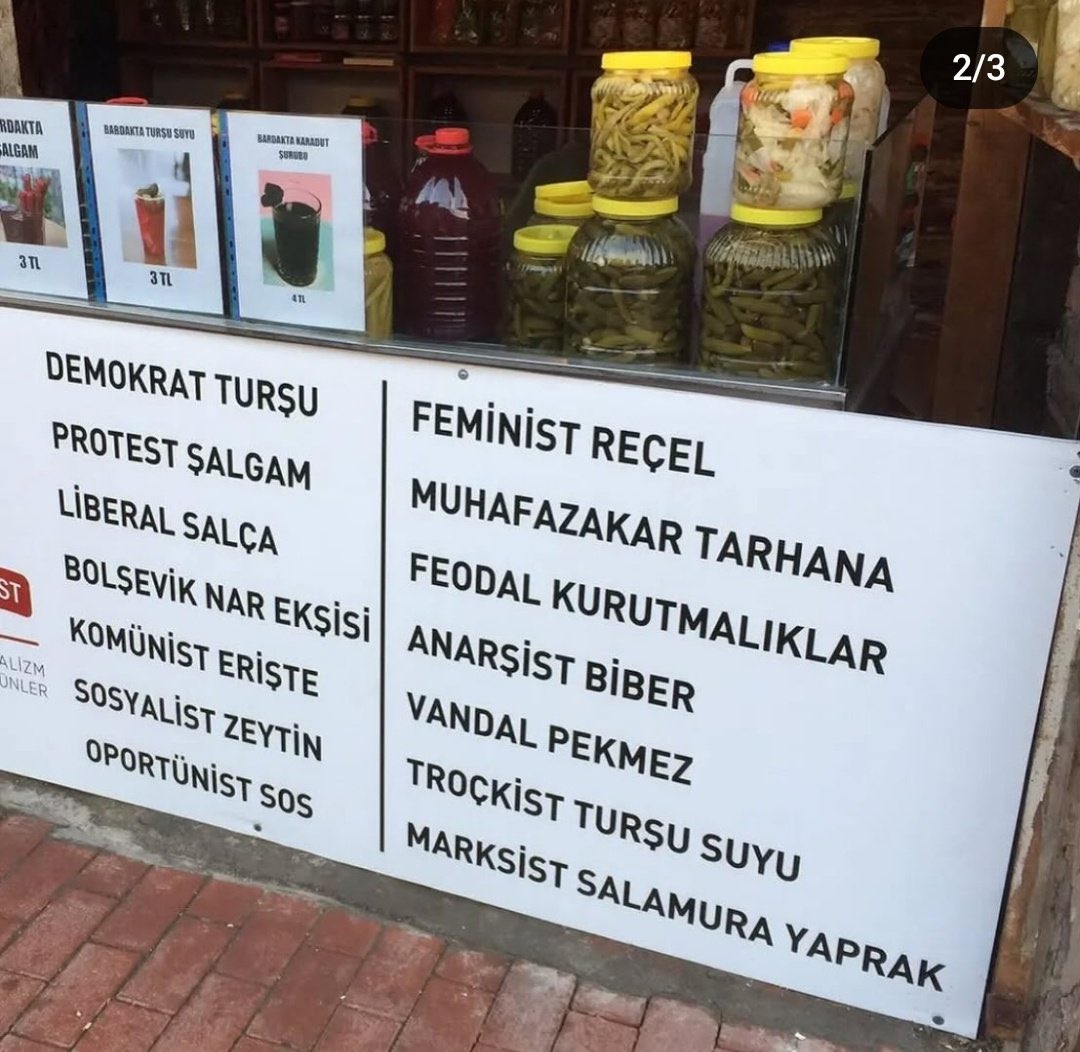 2/3
ŞALGAM
3 TL
BARDAKTA TURŞU SUYU
3 TL
BARDAKTA KARADUT
ŞURUBU
4 TL
DEMOKRAT TURŞU
PROTEST ŞALGAM
LİBERAL SALÇA
BOLŞEVİK NAR EKŞİSİ
KOMÜNİST ERİŞTE
SOSYALİST ZEYTİN
OPORTÜNİST SOS
FEMİNİST REÇEL
MUHAFAZAKAR TARHANA
FEODAL KURUTMALIKLAR
ANARŞİST BİBER
VANDAL PEKMEZ
TROÇKİST TURŞU SUYU
MARKSİST SALAMURA YAPRAK